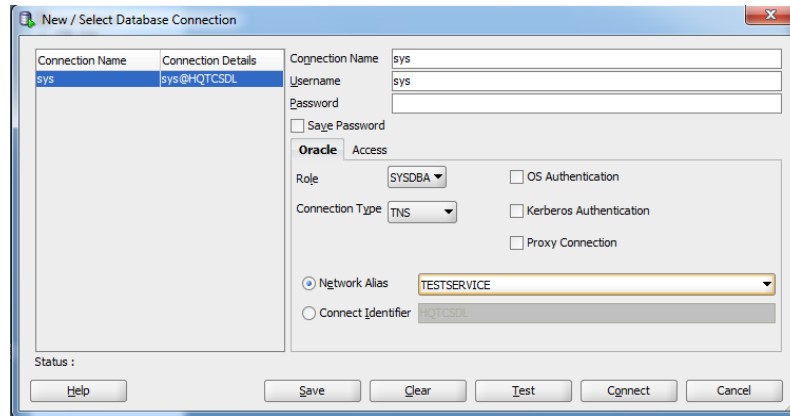 New / Select Database Connection
Connection Name Connection Details
sys sys@HQTCSDL
Connection Name sys
Username sys
Password
Save Password
Oracle Access
Role SYSDBA OS Authentication
Connection Type TNS Kerberos Authentication
Proxy Connection
Network Alias TESTSERVICE
Connect Identifier HQTCSDL
Status :
Help Save Clear Test Connect Cancel